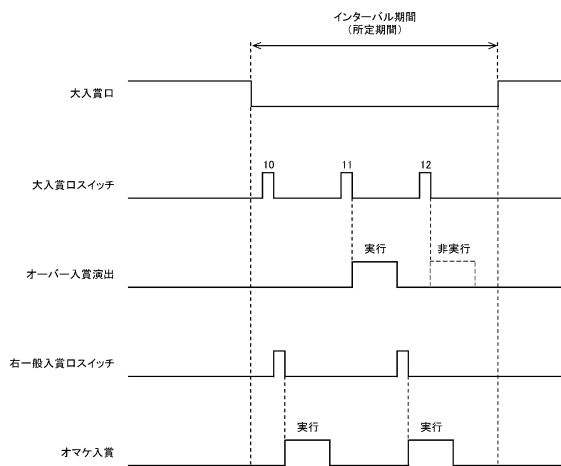 インターバル期間
（所定期間）
大入賞口
10
11
12
大入賞口スイッチ
実行
非実行
オーバー入賞演出
右一般入賞口スイッチ
実行
実行
オマケ入賞